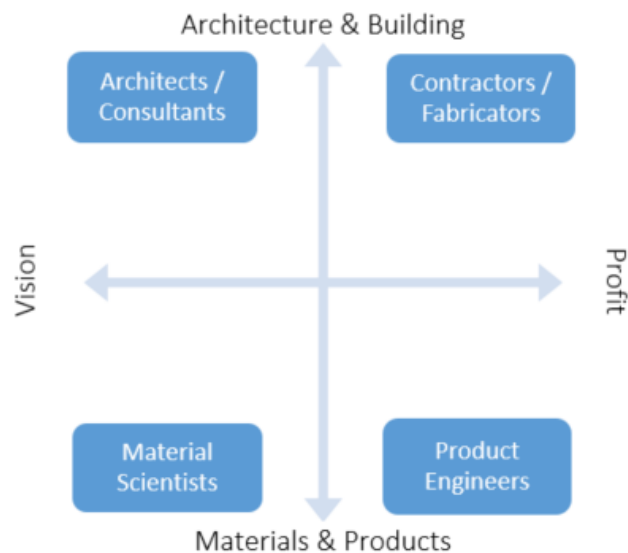 Architecture & Building
Architects /
Consultants
Contractors /
Fabricators
Vision
Profit
Material
Scientists
Product
Engineers
Materials & Products